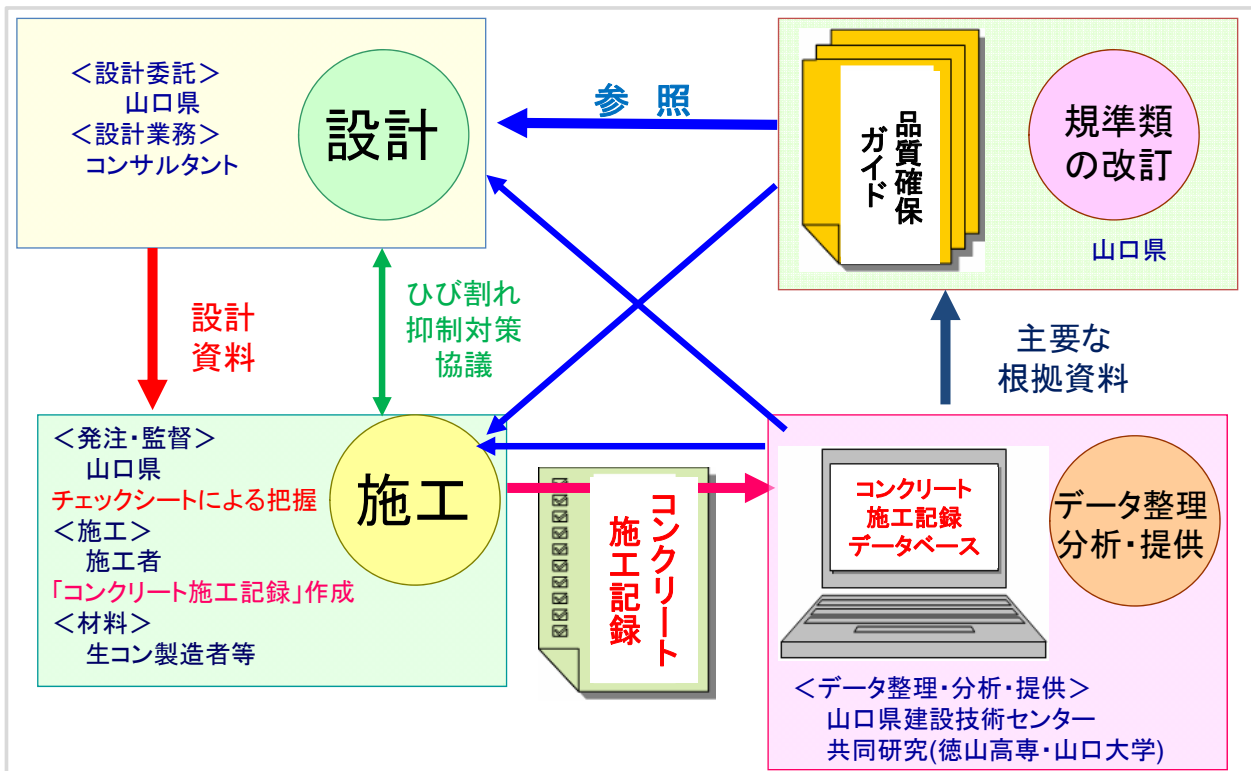 ＜設計委託＞
山口県
＜設計業務＞
コンサルタント
設計
参　照
品質確保
ガイド
規準類
の改訂
山口県
設計
資料
ひび割れ
抑制対策
協議
主要な
根拠資料
＜発注・監督＞
山口県
チェックシートによる把握
＜施工＞
施工者
「コンクリート施工記録」作成
＜材料＞
生コン製造者等
施工
コンクリート
施工記録
コンクリート
施工記録
データベース
データ整理
分析・提供
＜データ整理・分析・提供＞
山口県建設技術センター
共同研究(徳山高専・山口大学)